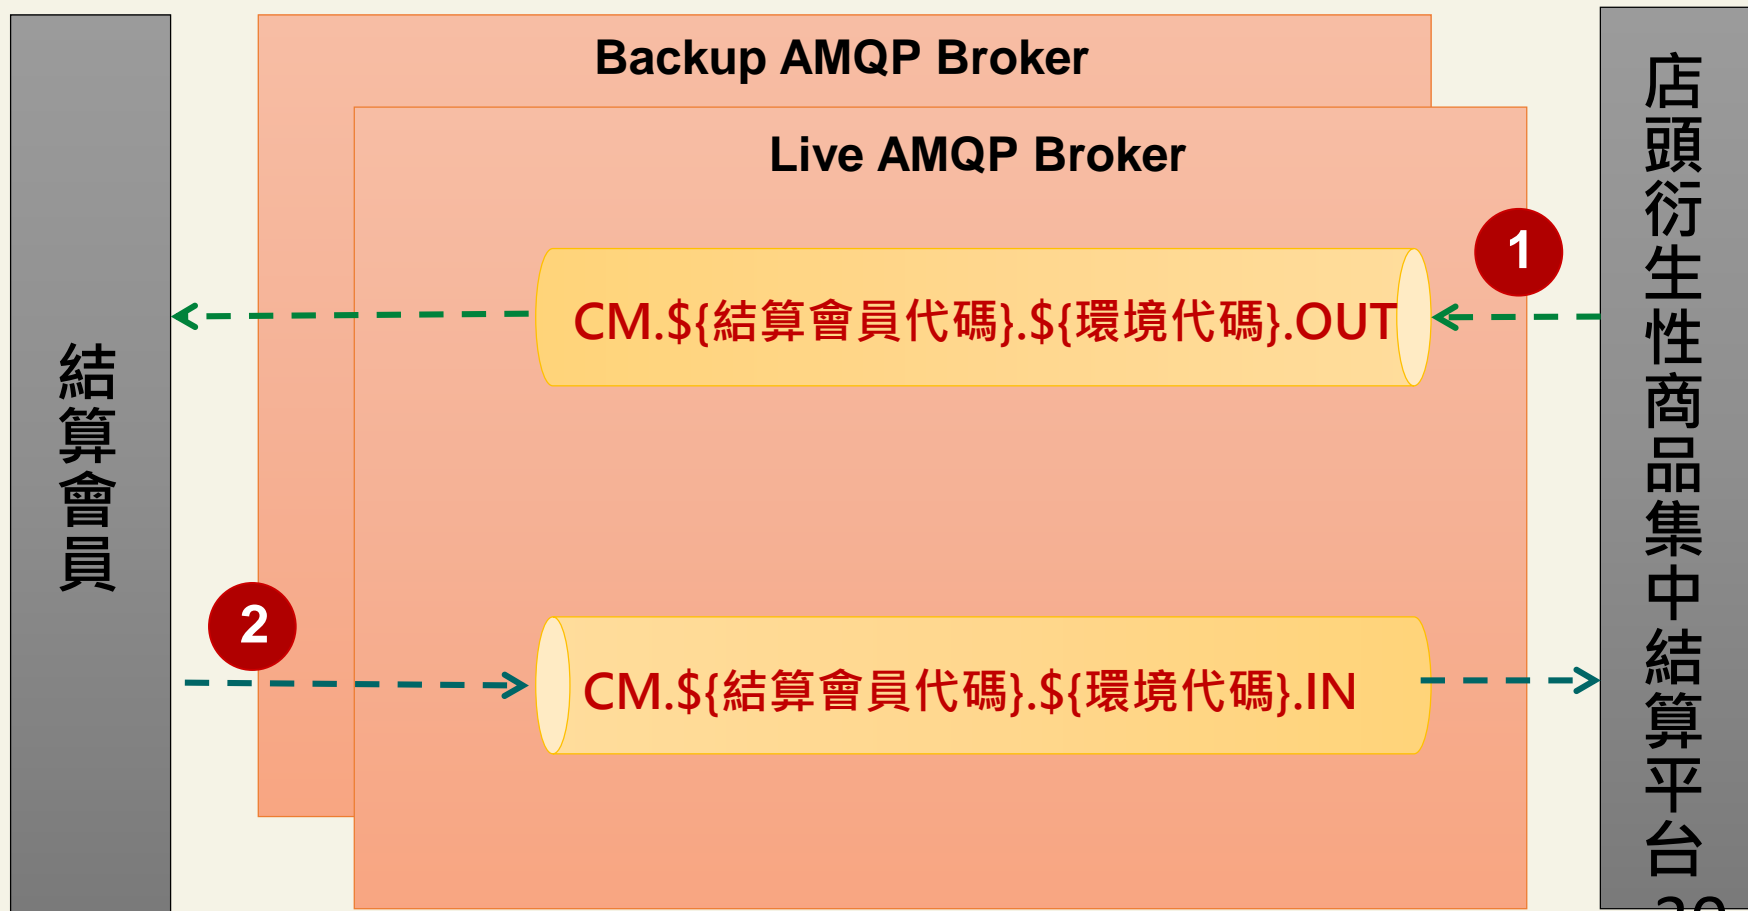 Backup AMQP Broker
Live AMQP Broker
店頭衍生性商品集中結算平台
1
CM.${結算會員代碼}.${環境代碼}.OUT
結算會員
2
CM.${結算會員代碼}.${環境代碼}.IN